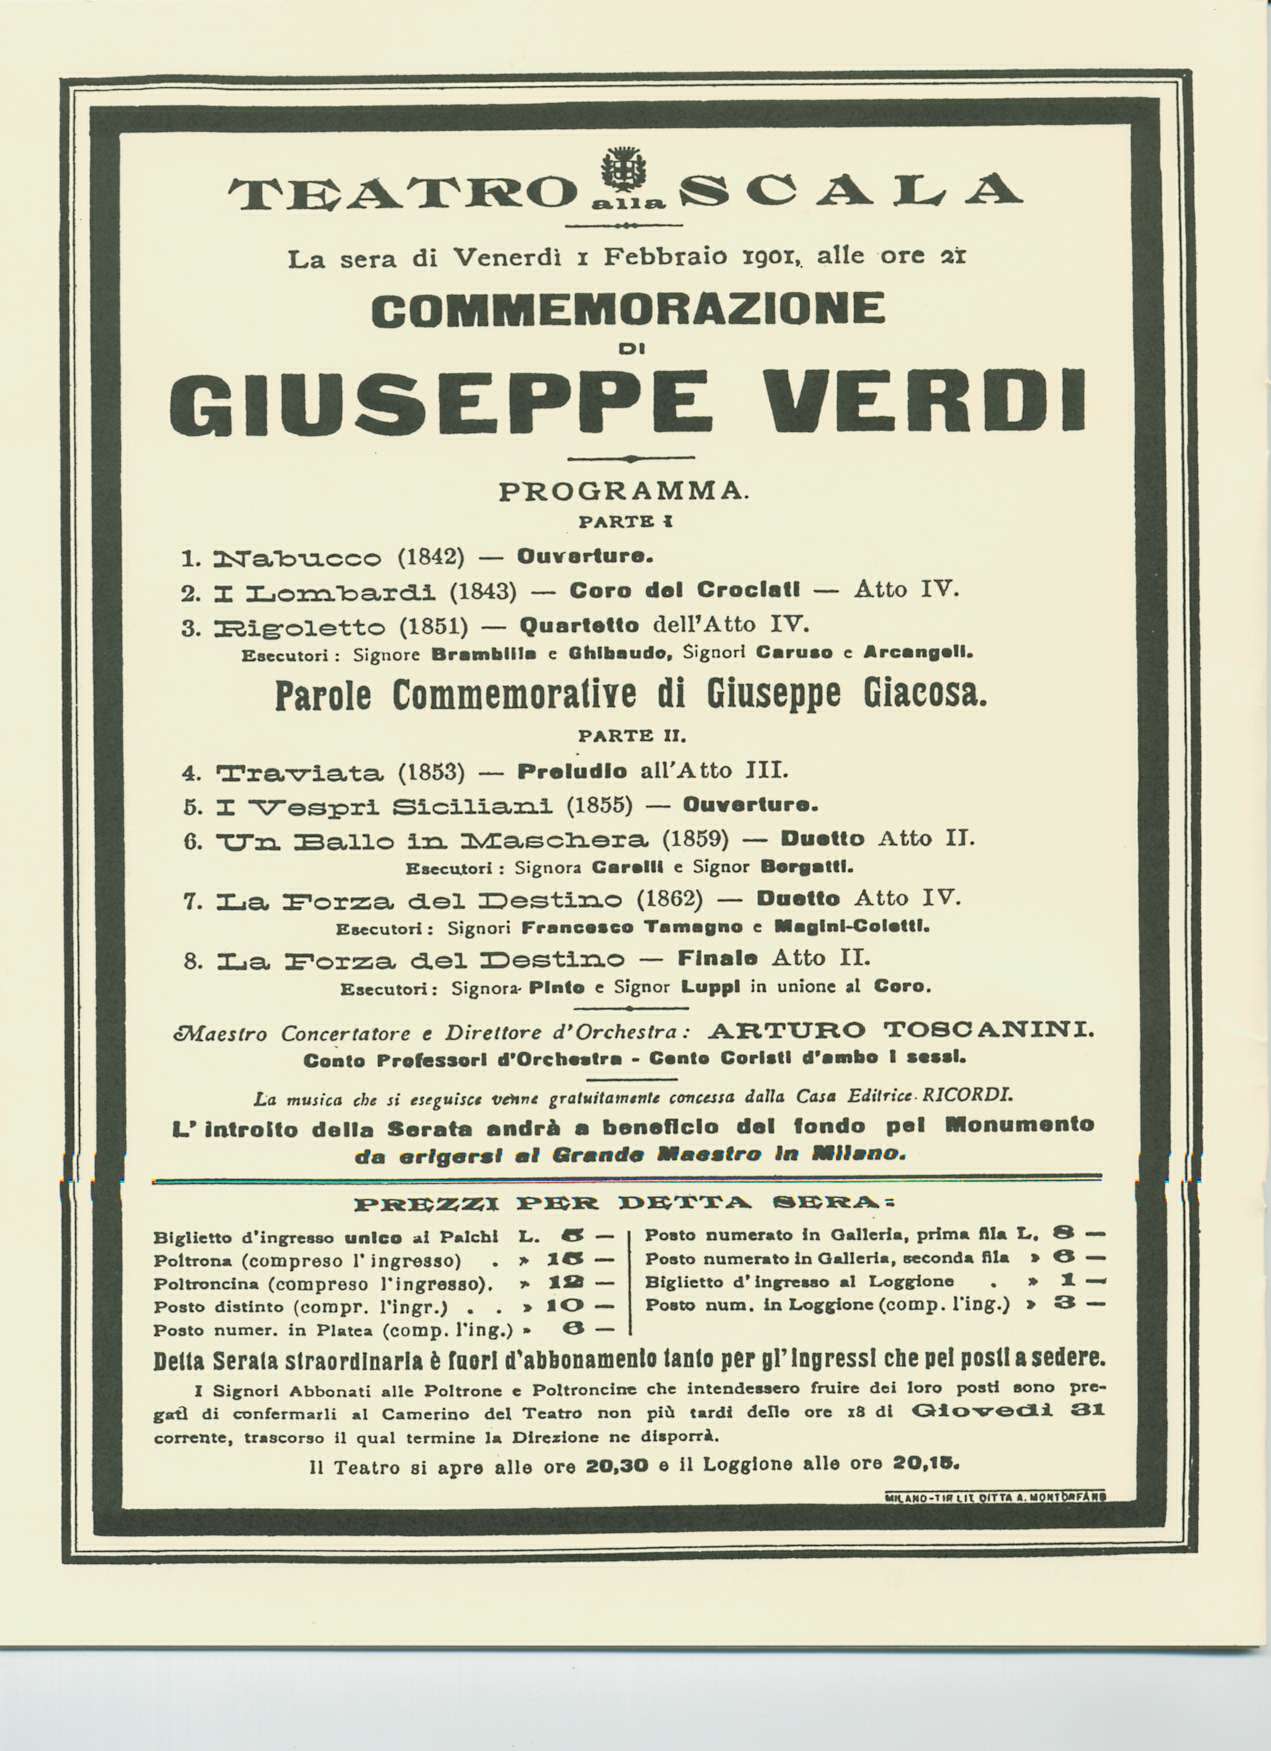 TEATRO alla SCALA
La sera di Venerdì 1 Febbraio 1901, alle ore 21
COMMEMORAZIONE
DI
GIUSEPPE VERDI
PROGRAMMA.
PARTE I
1. Nabucco (1842) — Ouverture.
2. I Lombardi (1843) — Coro dei Crociati — Atto IV.
3. Rigoletto (1851) — Quartetto dell'Atto IV.
Esecutori: Signore Brambilla e Ghibaudo, Signori Caruso e Arcangeli.
Parole Commemorative di Giuseppe Giacosa.
PARTE II.
4. Traviata (1853) — Preludio all'Atto III.
5. I Vespri Siciliani (1855) — Ouverture.
6. Un Ballo in Maschera (1859) — Duetto Atto II.
Esecutori: Signora Carelli e Signor Borgatti.
7. La Forza del Destino (1862) — Duetto Atto IV.
Esecutori: Signori Francesco Tamagno e Magini-Coletti.
8. La Forza del Destino — Finale Atto II.
Esecutori: Signora Pinto e Signor Luppi in unione al Coro.
Maestro Concertatore e Direttore d'Orchestra: ARTURO TOSCANINI.
Cento Professori d'Orchestra - Cento Coristi d'ambo i sessi.
La musica che si eseguisce venne gratuitamente concessa dalla Casa Editrice RICORDI.
L'introito della Serata andrà a beneficio del fondo pel Monumento
da erigersi al Grande Maestro in Milano.
PREZZI PER DETTA SERA:
Biglietto d'ingresso unico ai Palchi L. 5 —
Poltrona (compreso l'ingresso) . » 15 —
Poltroncina (compreso l'ingresso). » 12 —
Posto distinto (compr. l'ingr.) . . » 10 —
Posto numer. in Platea (comp. l'ing.) » 6 —
Posto numerato in Galleria, prima fila L. 8 —
Posto numerato in Galleria, seconda fila » 6 —
Biglietto d'ingresso al Loggione . » 1 —
Posto num. in Loggione (comp. l'ing.) » 3 —
Detta Serata straordinaria è fuori d'abbonamento tanto per gl'ingressi che pei posti a sedere.
I Signori Abbonati alle Poltrone e Poltroncine che intendessero fruire dei loro posti sono pre-
gati di confermarli al Camerino del Teatro non più tardi delle ore 18 di Giovedì 31
corrente, trascorso il qual termine la Direzione ne disporrà.
Il Teatro si apre alle ore 20,30 e il Loggione alle ore 20,15.
MILANO-TIP. LIT. DITTA A. MONTORFANO